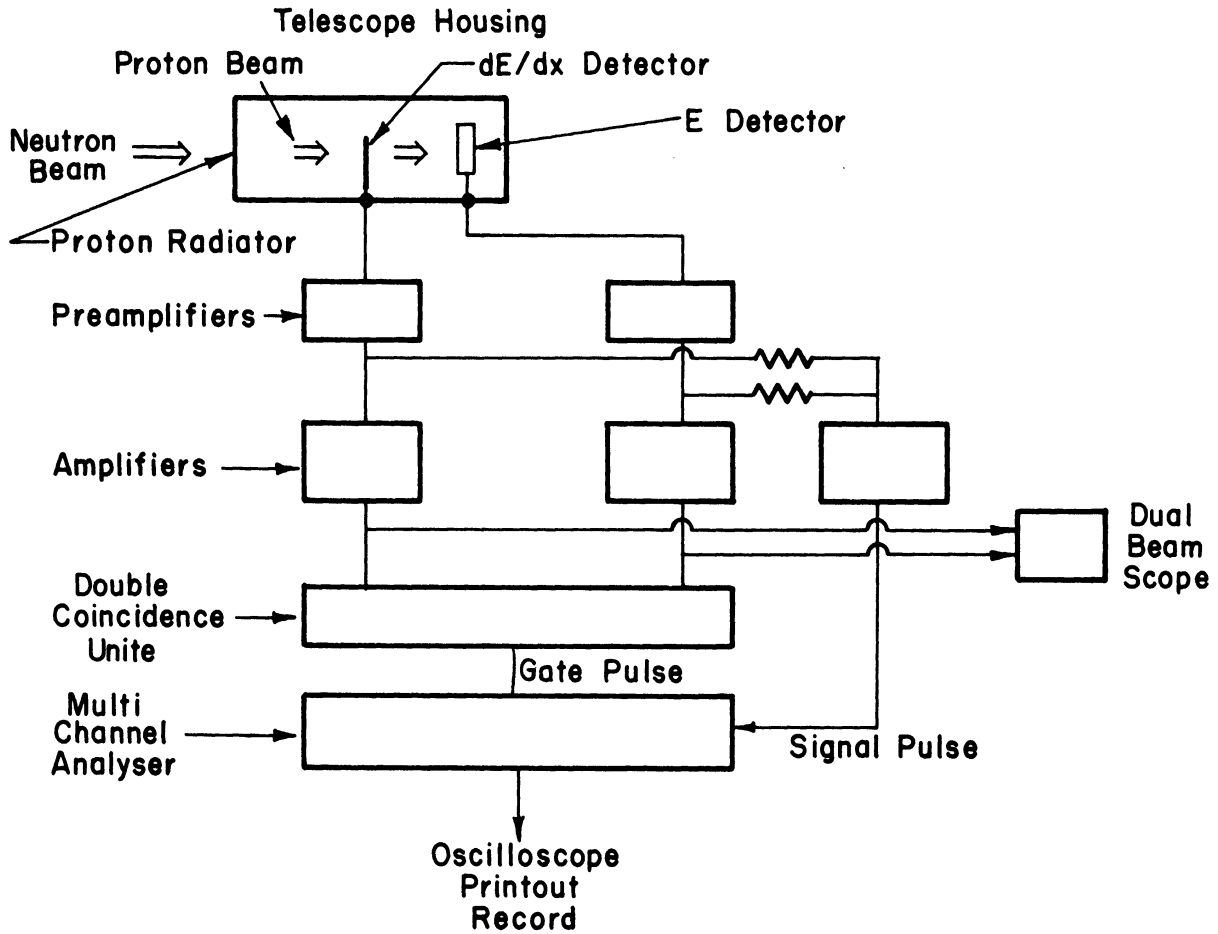 Telescope Housing
Proton Beam
dE/dx Detector
E Detector
Neutron
Beam
Proton Radiator
Preamplifiers
Amplifiers
Dual
Beam
Scope
Double
Coincidence
Unite
Gate Pulse
Multi
Channel
Analyser
Signal Pulse
Oscilloscope
Printout
Record